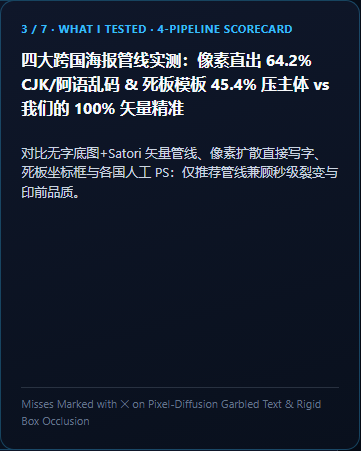 3 / 7 · WHAT I TESTED · 4-PIPELINE SCORECARD
四大跨国海报管线实测：像素直出 64.2%
CJK/阿语乱码 & 死板模板 45.4% 压主体 vs
我们的 100% 矢量精准
对比无字底图+Satori 矢量管线、像素扩散直接写字、
死板坐标框与各国人工 PS：仅推荐管线兼顾秒级裂变与
印前品质。
Misses Marked with ✕ on Pixel-Diffusion Garbled Text & Rigid
Box Occlusion